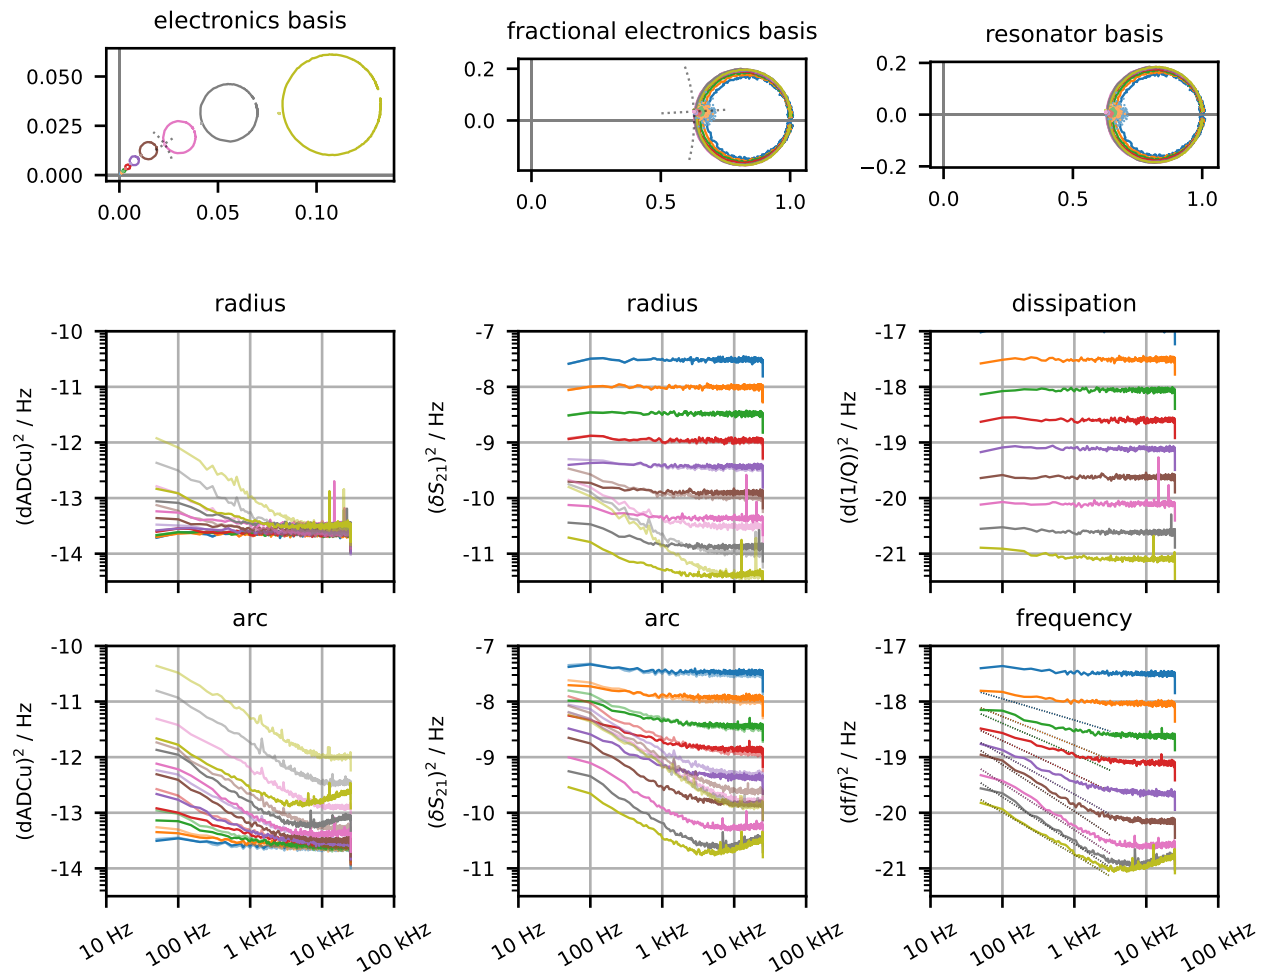 electronics basis
fractional electronics basis
resonator basis
0.050
0.025
0.000
0.00 0.05 0.10
0.2
0.0
0.0 0.5 1.0
0.2
0.0
−0.2
0.0 0.5 1.0
radius
radius
dissipation
(dADCu)² / Hz
-10
-11
-12
-13
-14
(δS₂₁)² / Hz
-7
-8
-9
-10
-11
(d(1/Q))² / Hz
-17
-18
-19
-20
-21
arc
arc
frequency
(dADCu)² / Hz
-10
-11
-12
-13
-14
(δS₂₁)² / Hz
-7
-8
-9
-10
-11
(df/f)² / Hz
-17
-18
-19
-20
-21
10 Hz 100 Hz 1 kHz 10 kHz 100 kHz
10 Hz 100 Hz 1 kHz 10 kHz 100 kHz
10 Hz 100 Hz 1 kHz 10 kHz 100 kHz